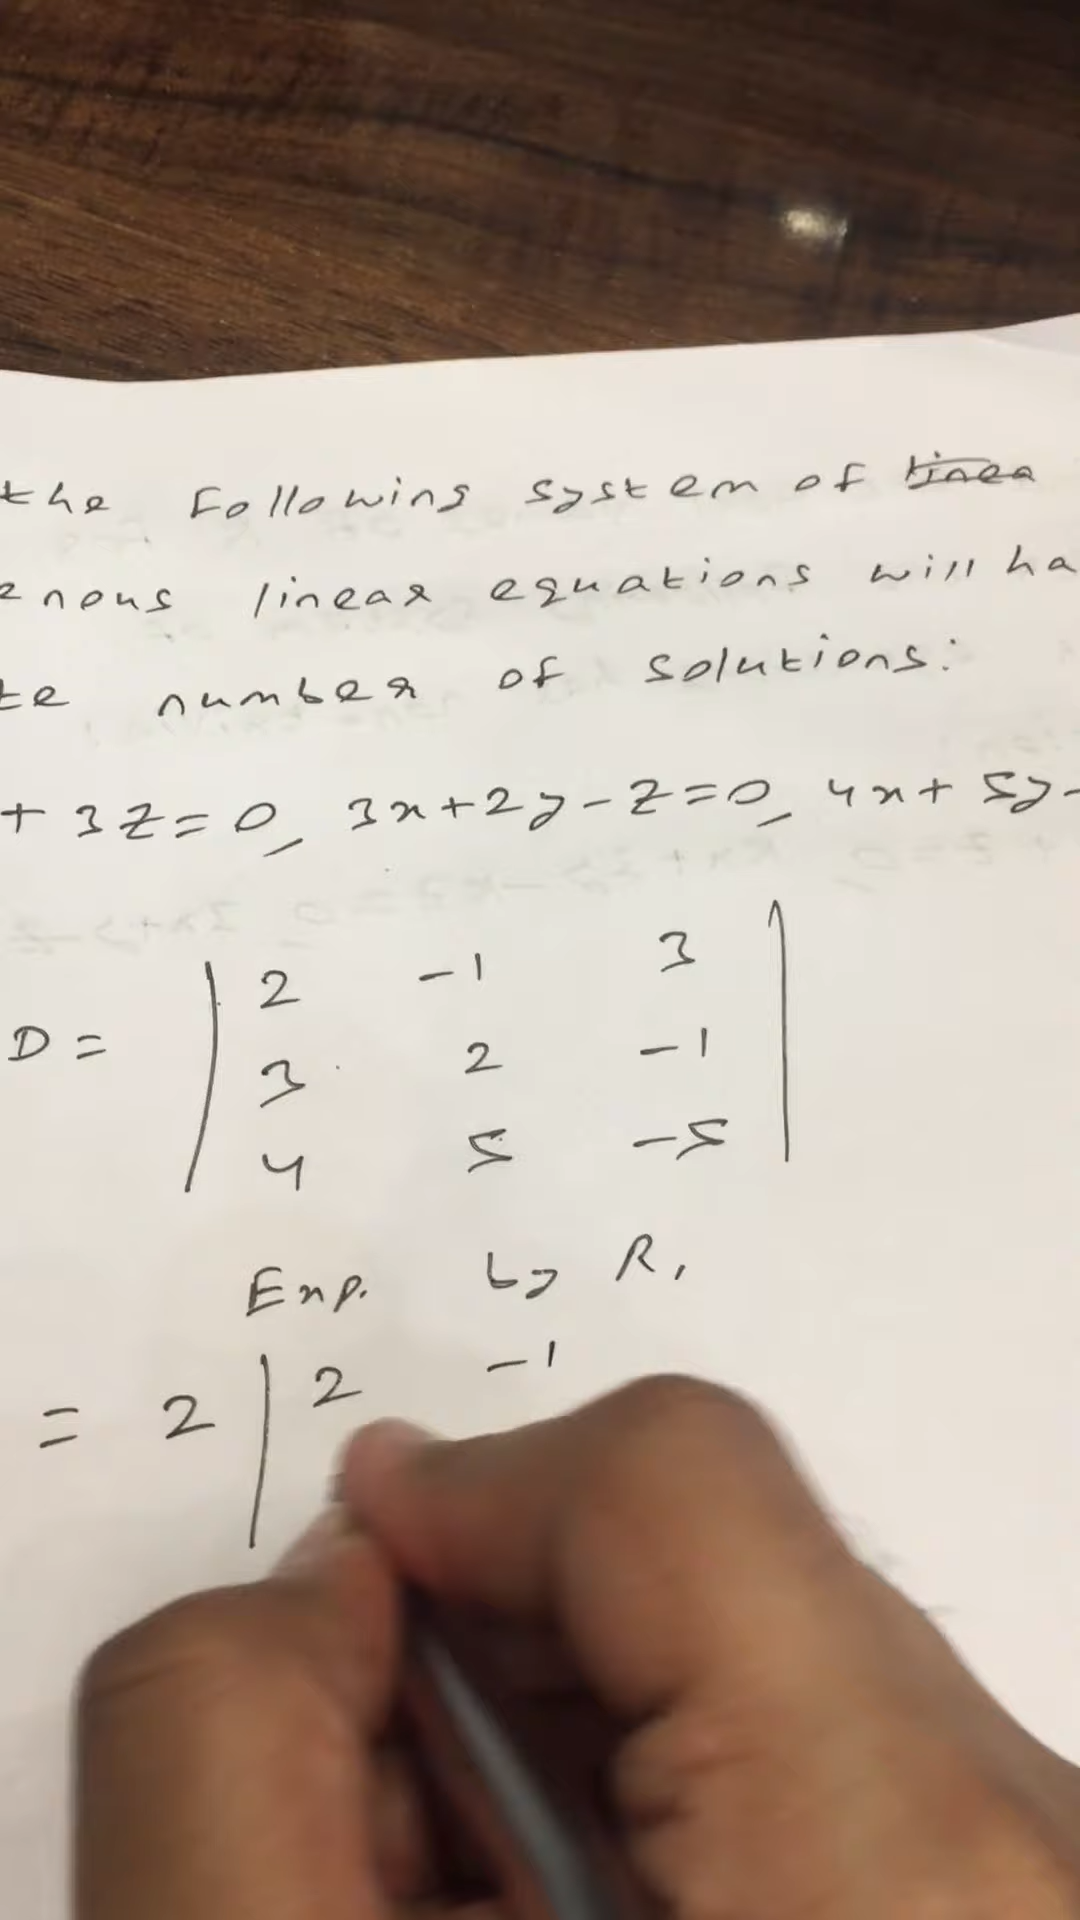 the following system of linea
enous linear equations will ha
te number of solutions:
+ 3z=0, 3x+2y-z=0, 4x+ 5y-
D = | 2 -1 3 |
3 2 -1
4 5 -5
Exp. by R1
= 2 | 2 -1